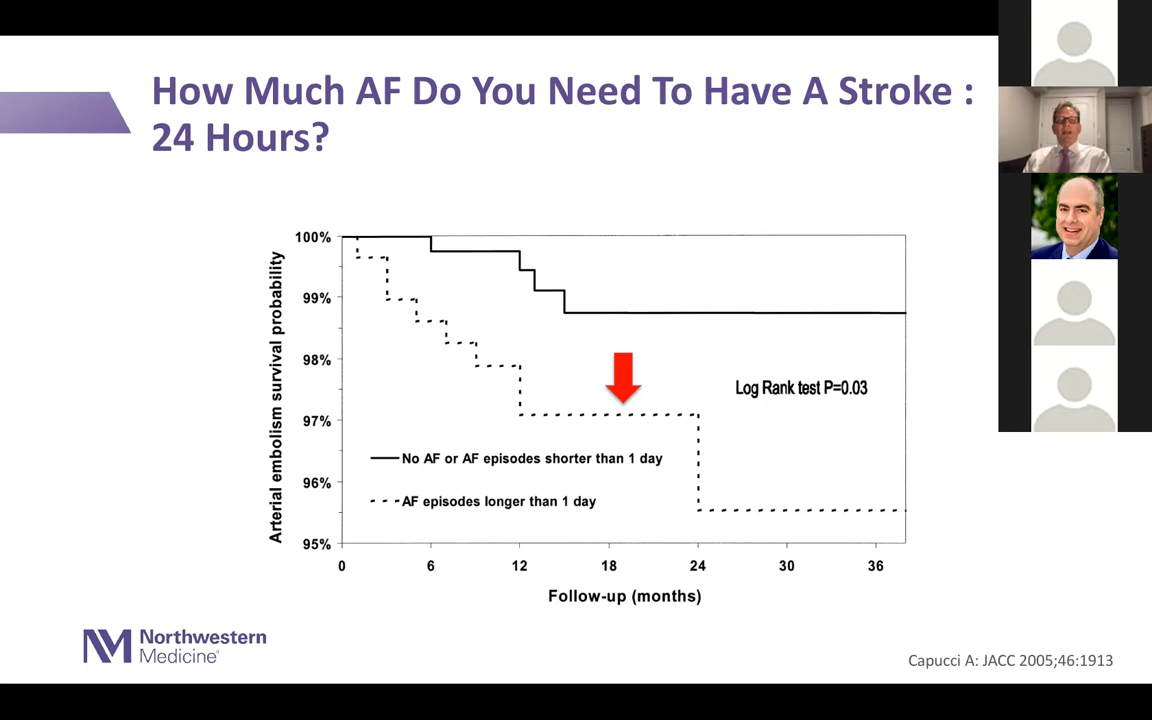 How Much AF Do You Need To Have A Stroke :
24 Hours?
Arterial embolism survival probability
100%
99%
98%
97%
96%
95%
Log Rank test P=0.03
No AF or AF episodes shorter than 1 day
AF episodes longer than 1 day
0 6 12 18 24 30 36
Follow-up (months)
NM Northwestern
Medicine®
Capucci A: JACC 2005;46:1913